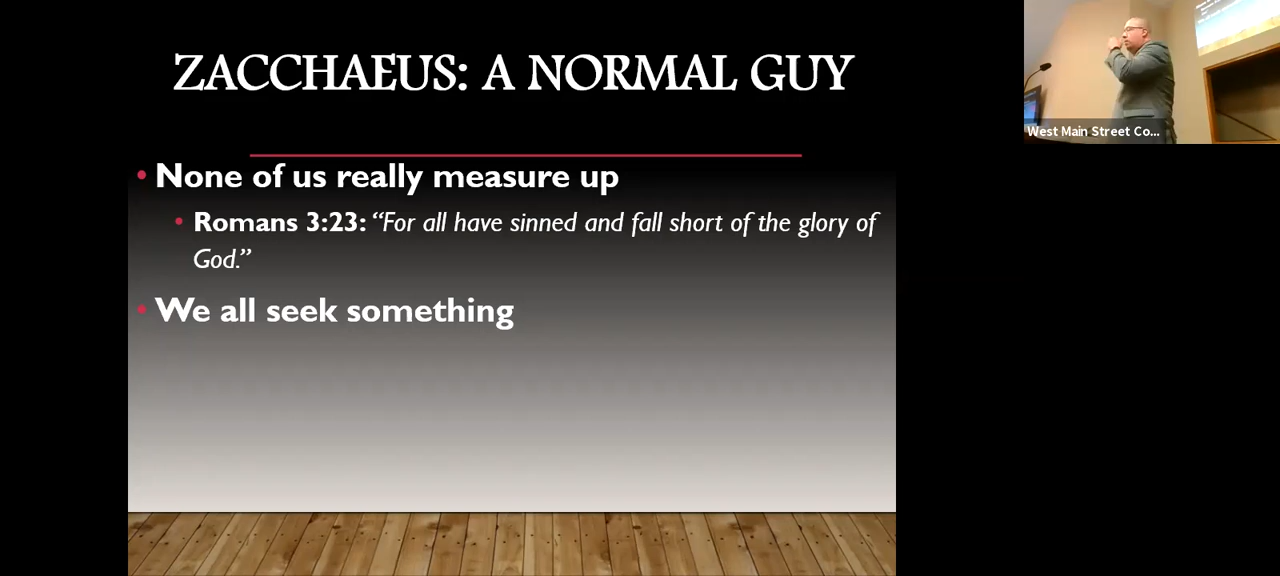 ZACCHAEUS: A NORMAL GUY
• None of us really measure up
• Romans 3:23: “For all have sinned and fall short of the glory of
God.”
• We all seek something
West Main Street Co...